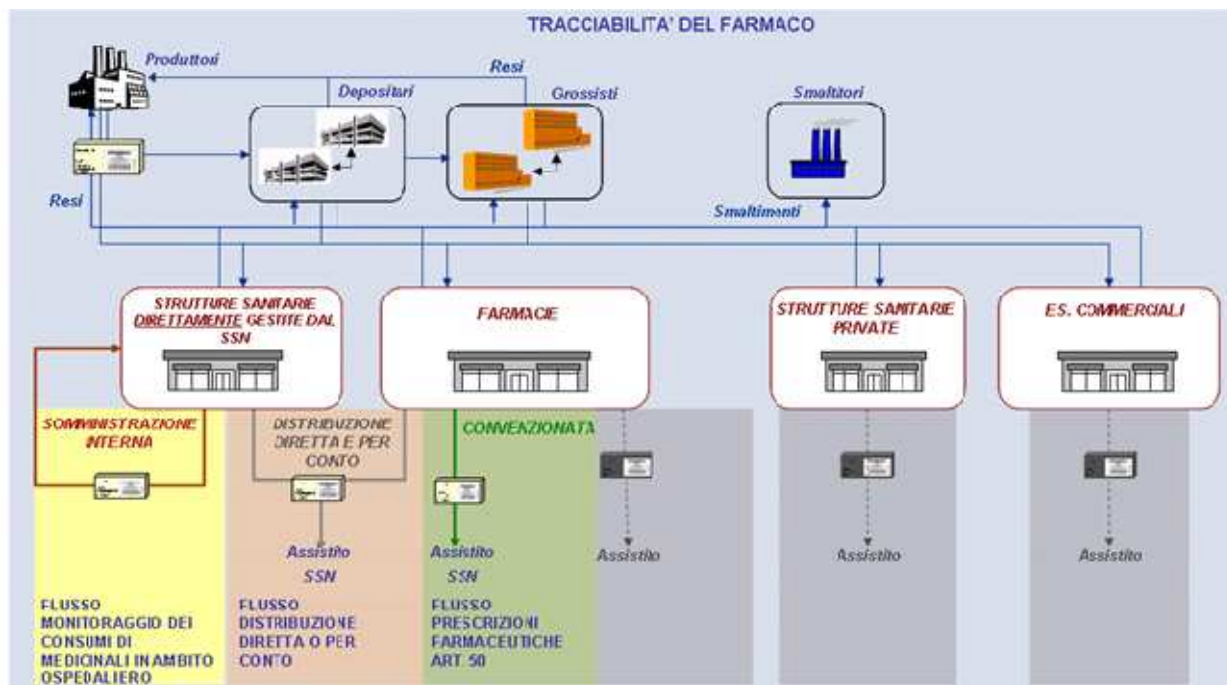 TRACCIABILITA' DEL FARMACO
Produttori
Resi
Depositari
Grossisti
Smaltitori
Resi
Smaltimenti
STRUTTURE SANITARIE
DIRETTAMENTE GESTITE DAL
SSN
FARMACIE
STRUTTURE SANITARIE
PRIVATE
ES. COMMERCIALI
SOMMINISTRAZIONE
INTERNA
DISTRIBUZIONE
DIRETTA E PER
CONTO
CONVENZIONATA
Assistito
SSN
Assistito
SSN
Assistito
Assistito
Assistito
FLUSSO
MONITORAGGIO DEI
CONSUMI DI
MEDICINALI IN AMBITO
OSPEDALIERO
FLUSSO
DISTRIBUZIONE
DIRETTA O PER
CONTO
FLUSSO
PRESCRIZIONI
FARMACEUTICHE
ART. 50